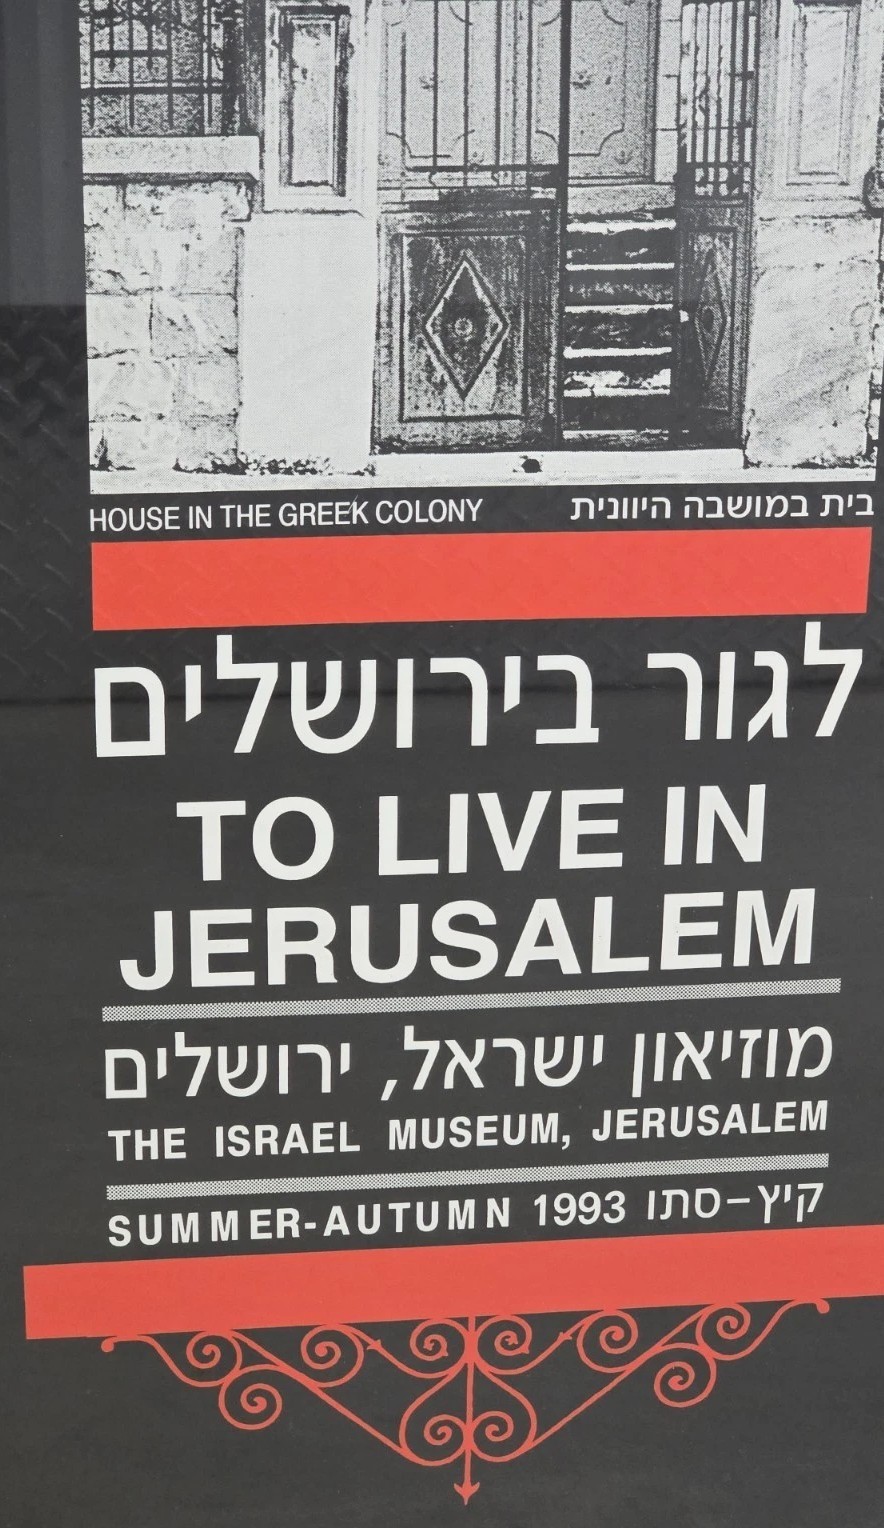 HOUSE IN THE GREEK COLONY בית במושבה היוונית
לגור בירושלים
TO LIVE IN
JERUSALEM
מוזיאון ישראל, ירושלים
THE ISRAEL MUSEUM, JERUSALEM
SUMMER-AUTUMN 1993 קיץ-סתו